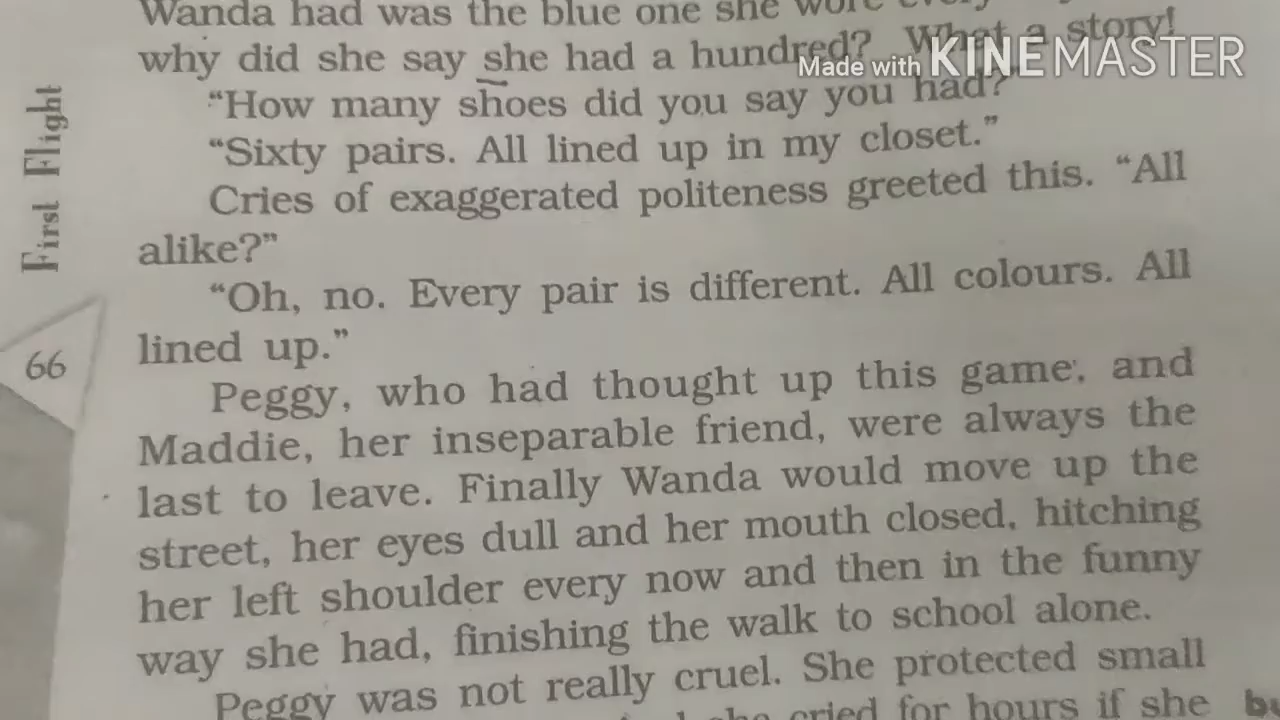 Wanda had was the blue one she wore
why did she say she had a hundred? What a story!
Made with KINEMASTER
"How many shoes did you say you had?"
"Sixty pairs. All lined up in my closet."
Cries of exaggerated politeness greeted this. "All
alike?"
"Oh, no. Every pair is different. All colours. All
lined up."
Peggy, who had thought up this game, and
Maddie, her inseparable friend, were always the
last to leave. Finally Wanda would move up the
street, her eyes dull and her mouth closed, hitching
her left shoulder every now and then in the funny
way she had, finishing the walk to school alone.
Peggy was not really cruel. She protected small
she cried for hours if she
First Flight
66